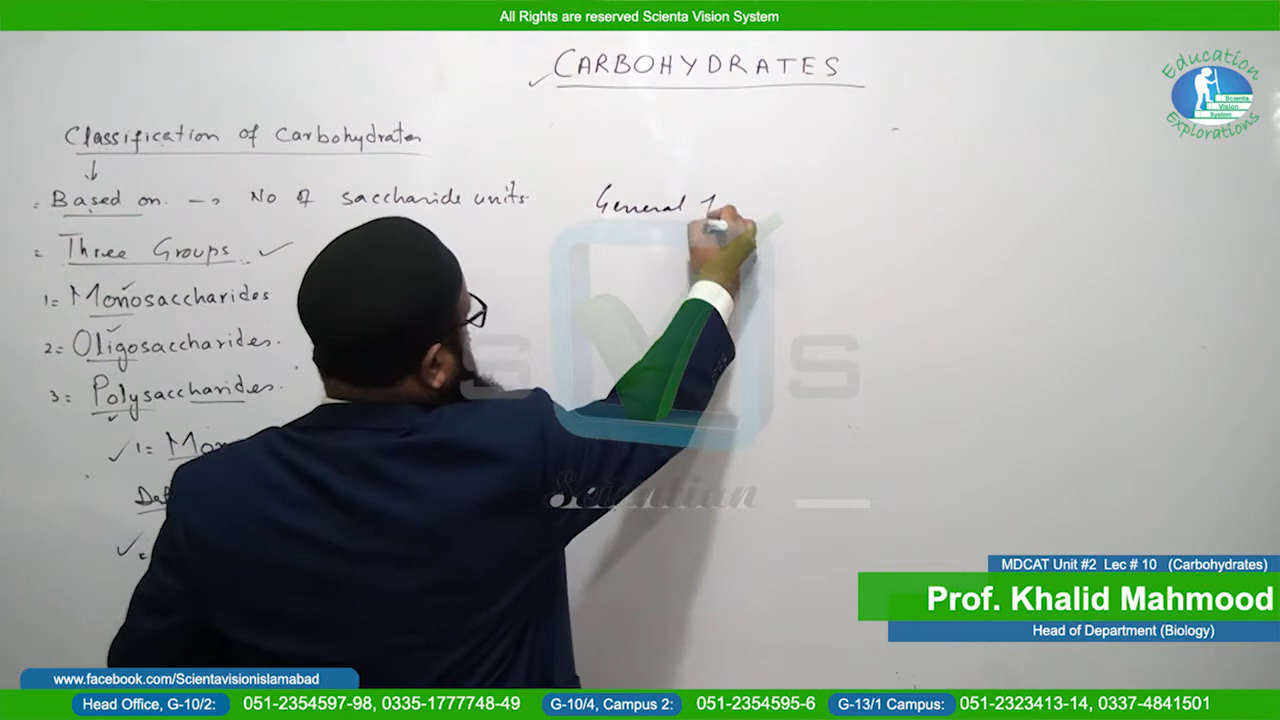 All Rights are reserved Scienta Vision System
CARBOHYDRATES
Education
Scienta
Vision
System
Explorations
Classification of Carbohydrates
Based on → No of saccharide units.
General
= Three Groups
1= Monosaccharides
2= Oligosaccharides.
3= Polysaccharides.
1= Mon
S V S
Scientian
MDCAT Unit #2 Lec # 10 (Carbohydrates)
Prof. Khalid Mahmood
Head of Department (Biology)
www.facebook.com/Scientavisionislamabad
Head Office, G-10/2: 051-2354597-98, 0335-1777748-49 G-10/4, Campus 2: 051-2354595-6 G-13/1 Campus: 051-2323413-14, 0337-4841501